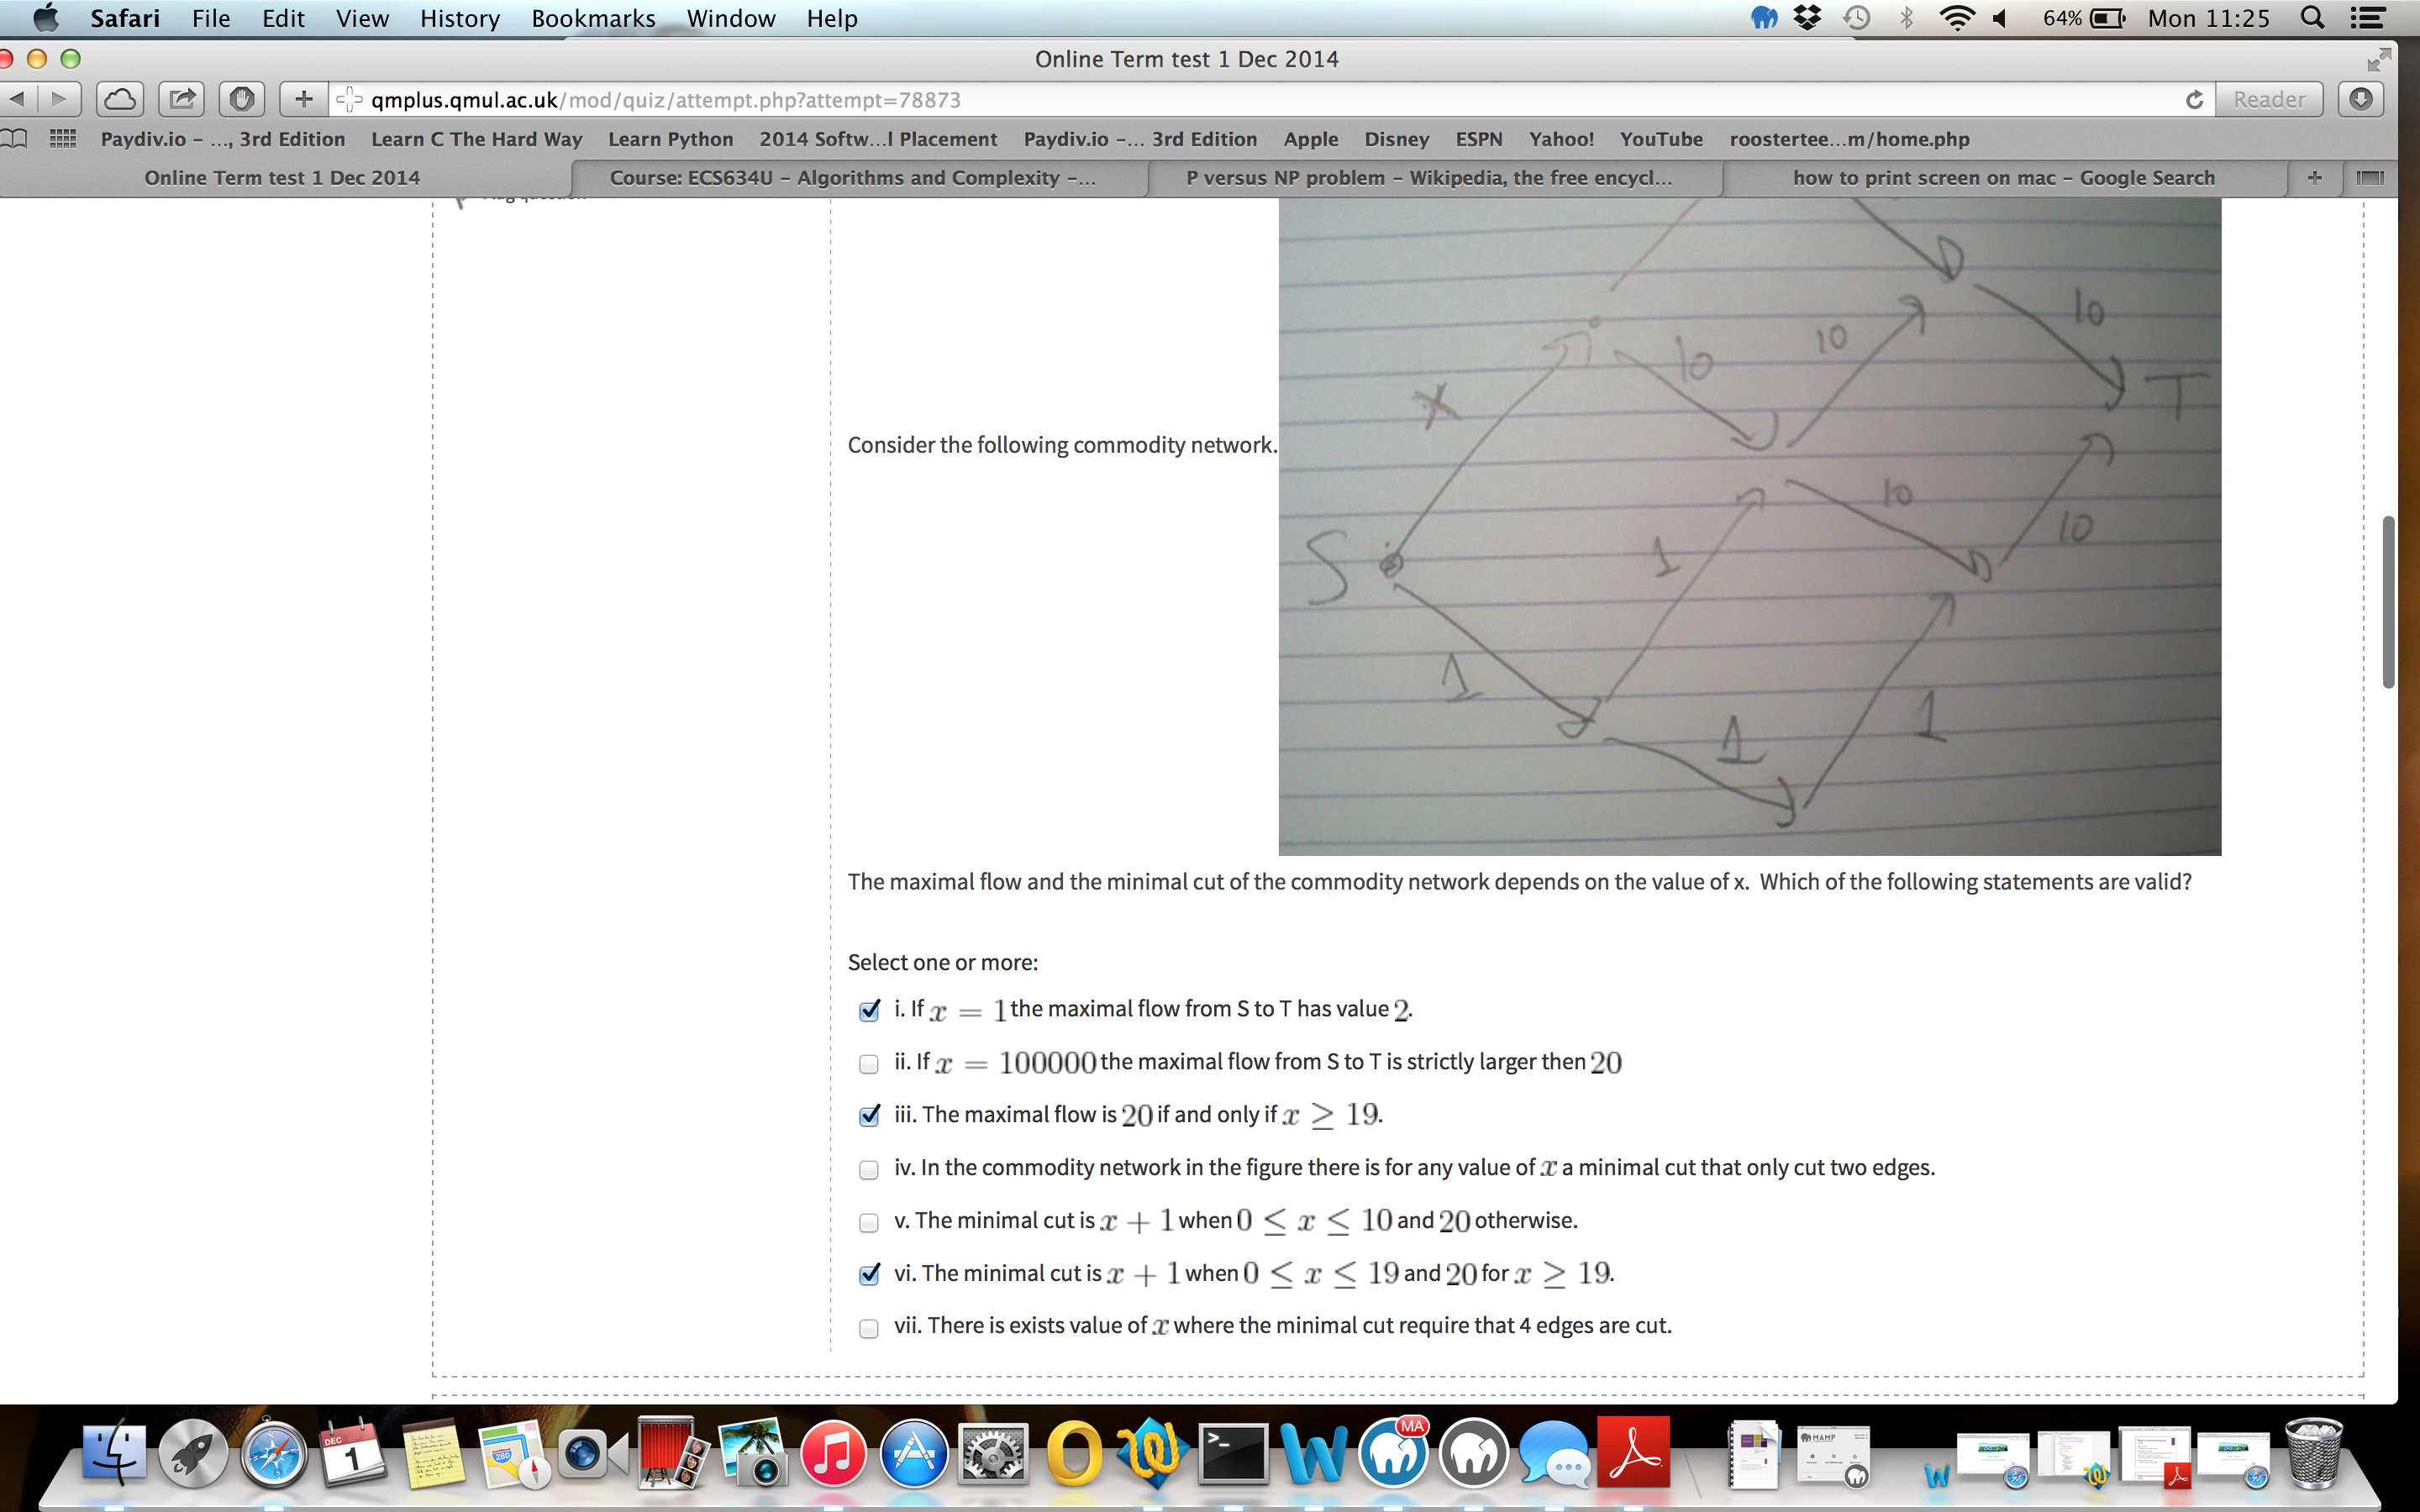 Safari File Edit View History Bookmarks Window Help 64% Mon 11:25
Online Term test 1 Dec 2014
qmplus.qmul.ac.uk/mod/quiz/attempt.php?attempt=78873 Reader
Paydiv.io – ..., 3rd Edition Learn C The Hard Way Learn Python 2014 Softw...l Placement Paydiv.io –... 3rd Edition Apple Disney ESPN Yahoo! YouTube roostertee...m/home.php
Online Term test 1 Dec 2014 Course: ECS634U – Algorithms and Complexity –... P versus NP problem – Wikipedia, the free encycl... how to print screen on mac – Google Search
10
10 10
x T
Consider the following commodity network.
10
1 10
S
1 1
1
The maximal flow and the minimal cut of the commodity network depends on the value of x. Which of the following statements are valid?
Select one or more:
i. If x = 1 the maximal flow from S to T has value 2.
ii. If x = 100000 the maximal flow from S to T is strictly larger then 20
iii. The maximal flow is 20 if and only if x ≥ 19.
iv. In the commodity network in the figure there is for any value of x a minimal cut that only cut two edges.
v. The minimal cut is x + 1 when 0 ≤ x ≤ 10 and 20 otherwise.
vi. The minimal cut is x + 1 when 0 ≤ x ≤ 19 and 20 for x ≥ 19.
vii. There is exists value of x where the minimal cut require that 4 edges are cut.
MA
DEC
1
280
MAMP